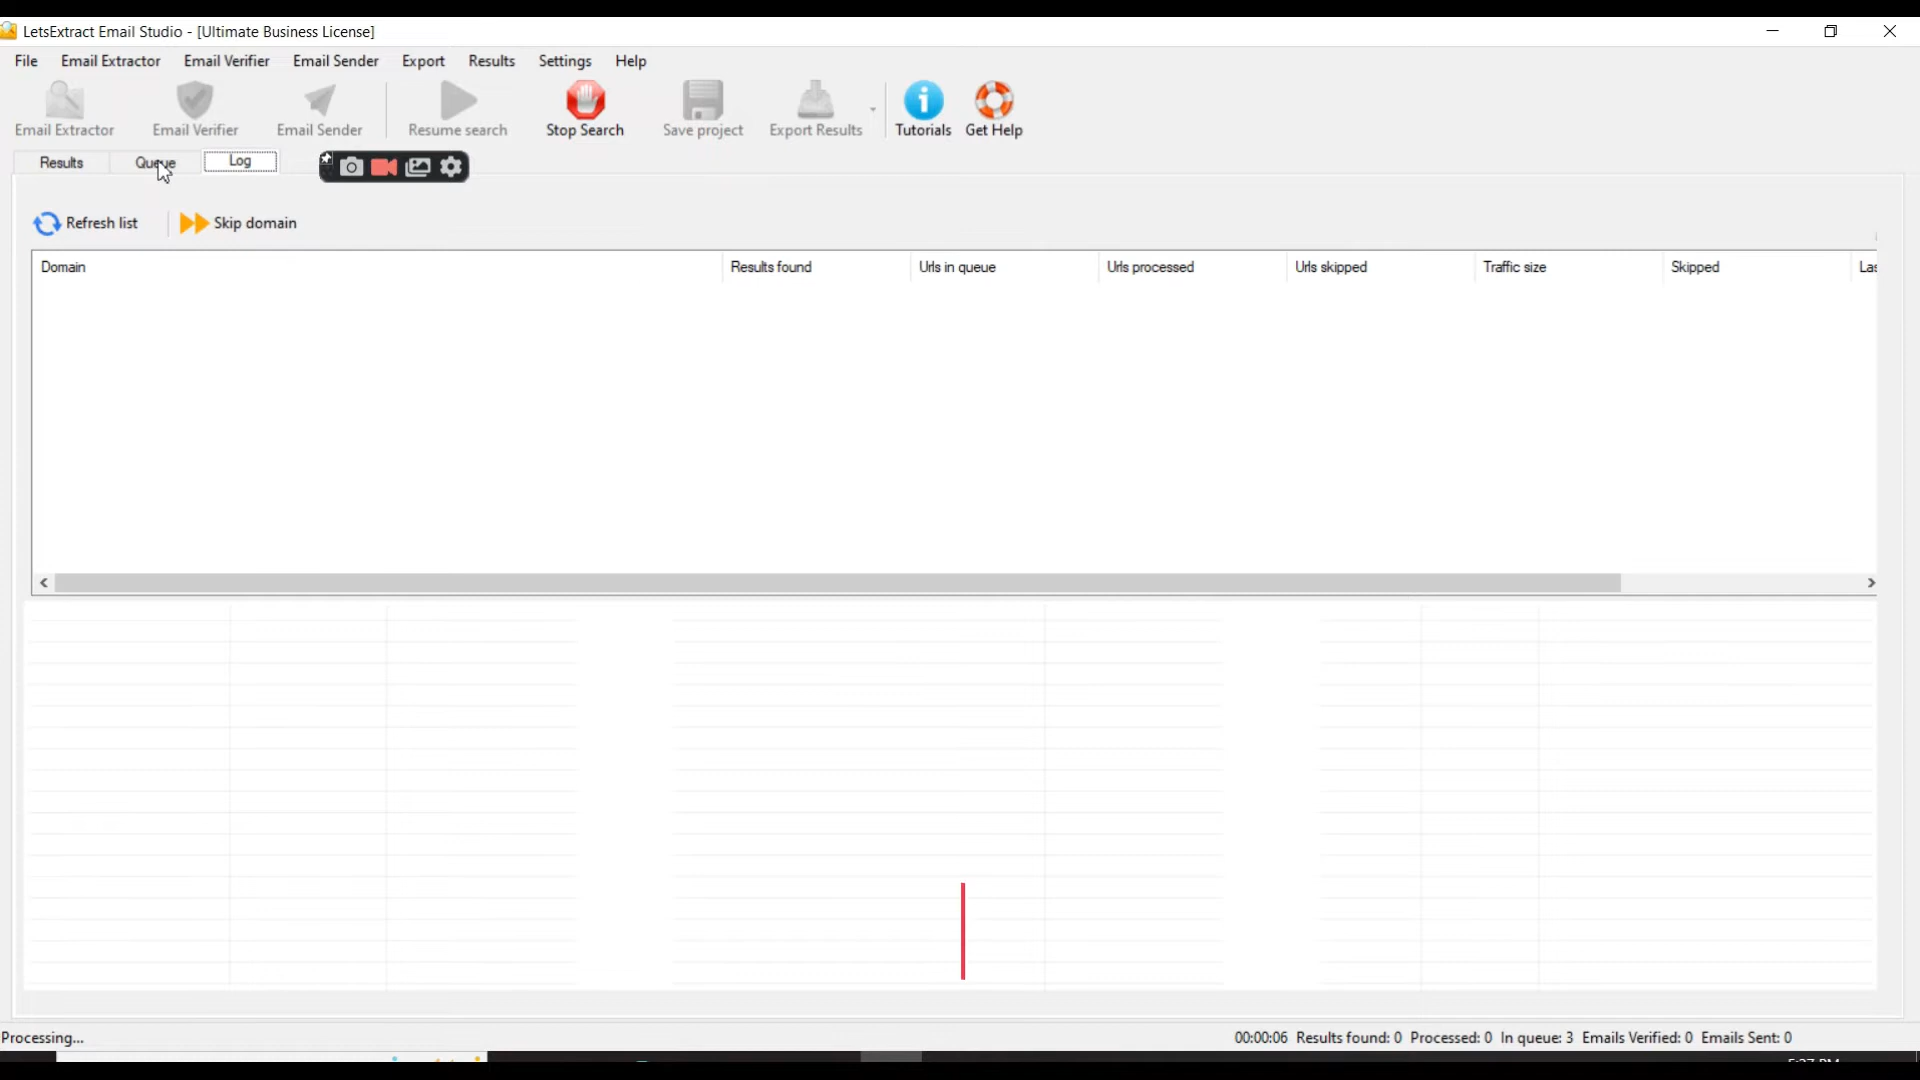 LetsExtract Email Studio - [Ultimate Business License]
File Email Extractor Email Verifier Email Sender Export Results Settings Help
Email Extractor Email Verifier Email Sender Resume search Stop Search Save project Export Results Tutorials Get Help
Results Queue Log
Refresh list Skip domain
Domain Results found Urls in queue Urls processed Urls skipped Traffic size Skipped Las
Processing... 00:00:06 Results found: 0 Processed: 0 In queue: 3 Emails Verified: 0 Emails Sent: 0